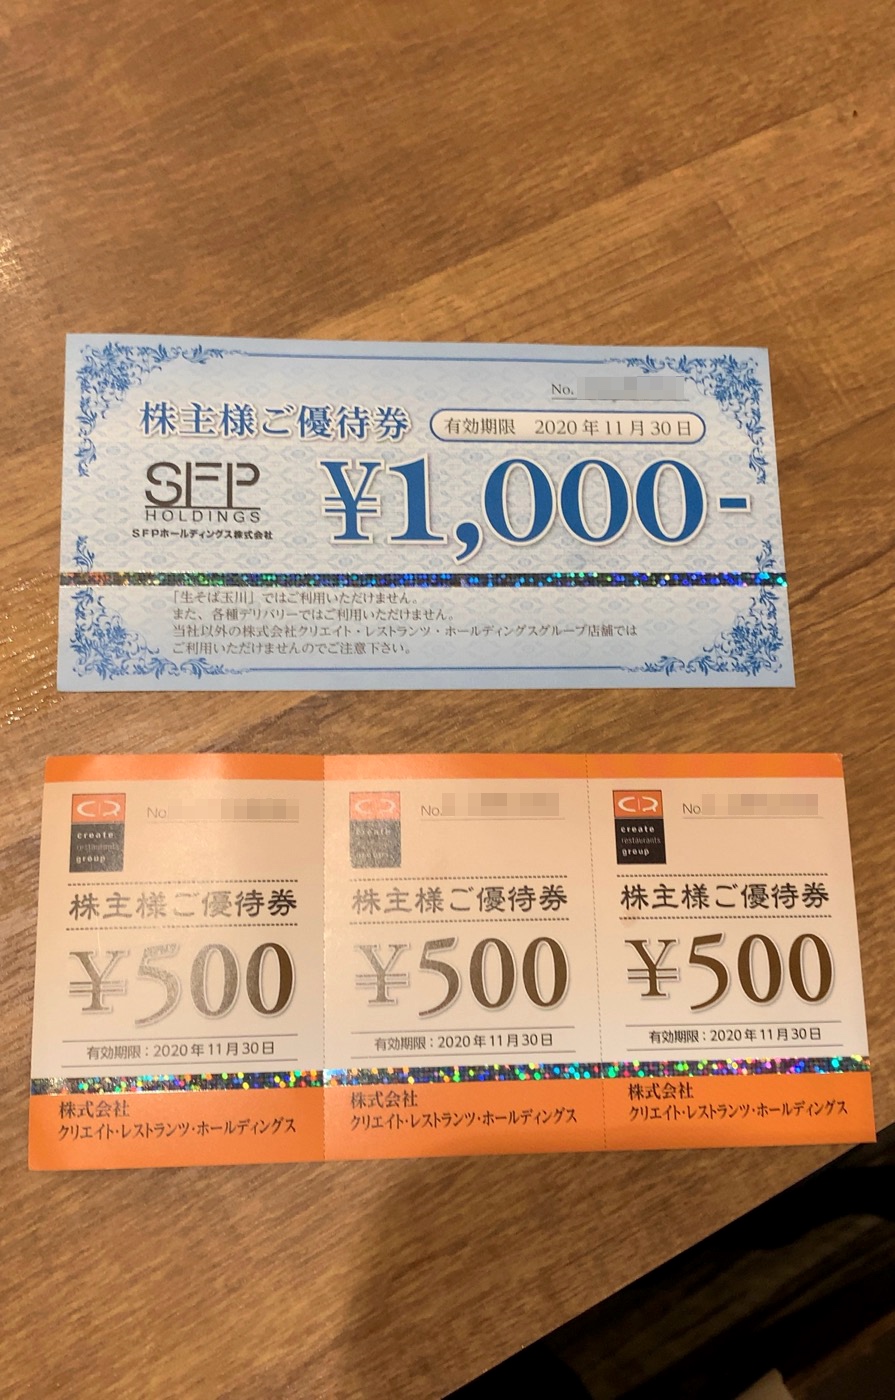 No.
株主様ご優待券
有効期限 2020年11月30日
SFP
HOLDINGS
SFPホールディングス株式会社
¥1,000-
「生そば玉川」ではご利用いただけません。
また、各種デリバリーではご利用いただけません。
当社以外の株式会社クリエイト・レストランツ・ホールディングスグループ店舗では
ご利用いただけませんのでご注意下さい。
create
restaurants
group
No.
株主様ご優待券
¥500
有効期限：2020年11月30日
株式会社
クリエイト・レストランツ・ホールディングス
create
restaurants
group
No.
株主様ご優待券
¥500
有効期限：2020年11月30日
株式会社
クリエイト・レストランツ・ホールディングス
create
restaurants
group
No.
株主様ご優待券
¥500
有効期限：2020年11月30日
株式会社
クリエイト・レストランツ・ホールディングス